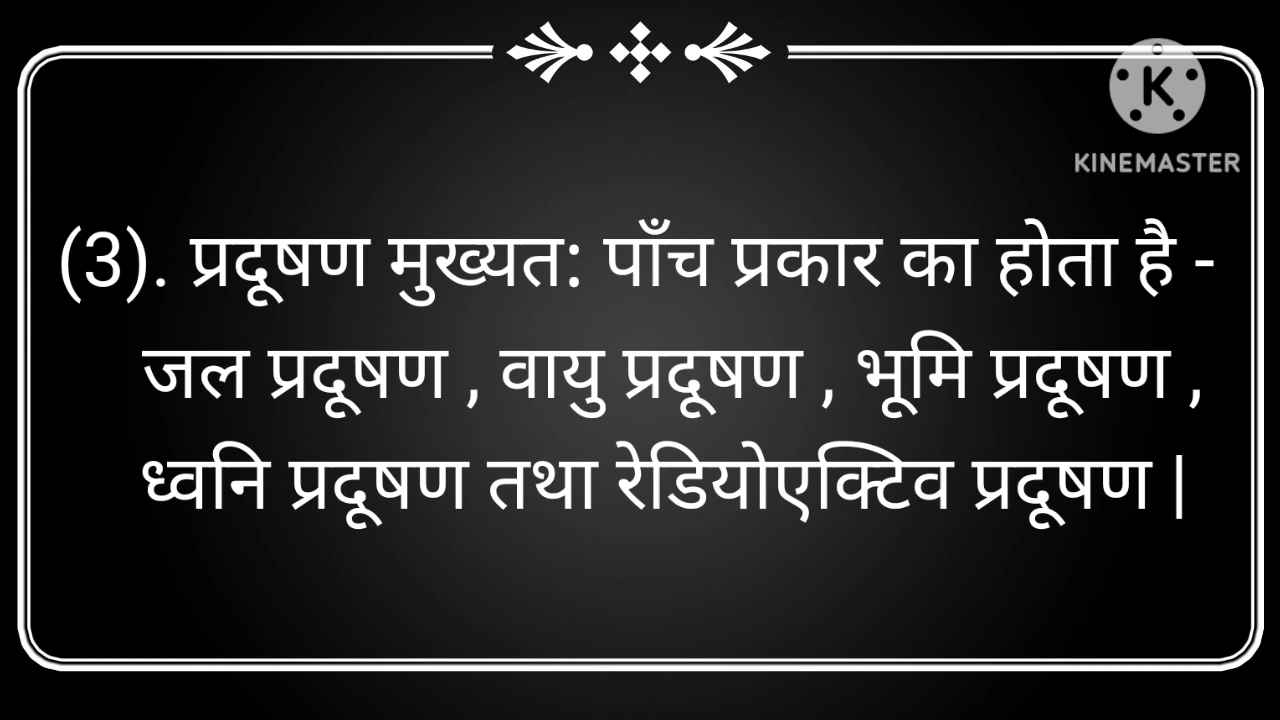 K
KINEMASTER
(3). प्रदूषण मुख्यत: पाँच प्रकार का होता है -
जल प्रदूषण , वायु प्रदूषण , भूमि प्रदूषण ,
ध्वनि प्रदूषण तथा रेडियोएक्टिव प्रदूषण |